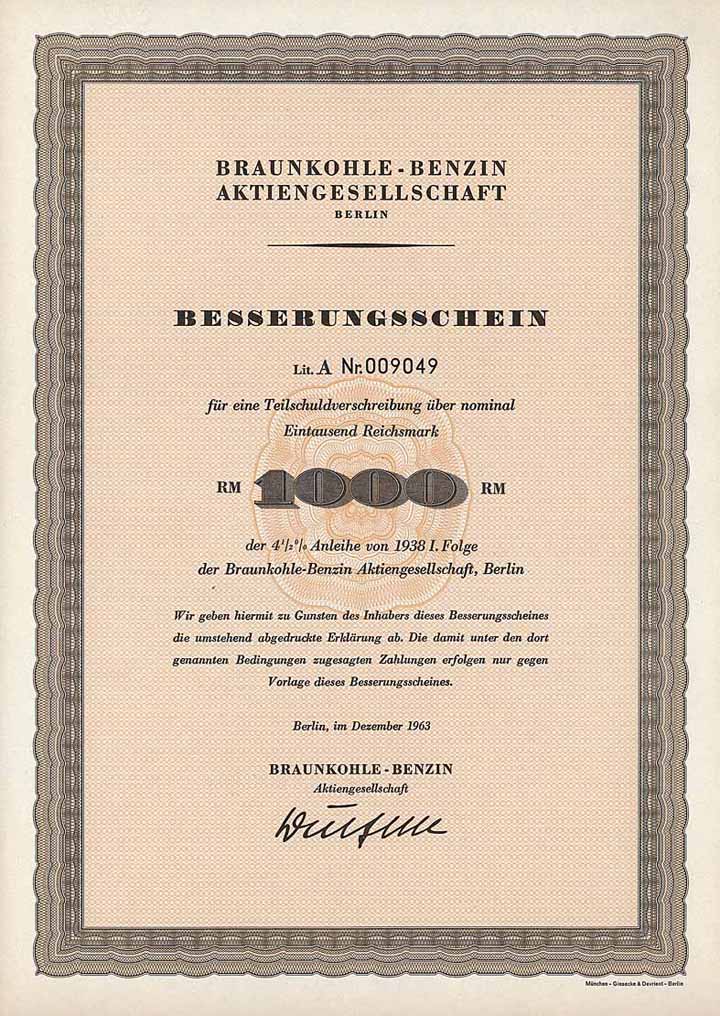 BRAUNKOHLE - BENZIN
AKTIENGESELLSCHAFT
BERLIN
BESSERUNGSSCHEIN
Lit. A Nr. 009049
für eine Teilschuldverschreibung über nominal
Eintausend Reichsmark
RM 1000 RM
der 4 1/2 % Anleihe von 1938 I. Folge
der Braunkohle-Benzin Aktiengesellschaft, Berlin
Wir geben hiermit zu Gunsten des Inhabers dieses Besserungsscheines
die umstehend abgedruckte Erklärung ab. Die damit unter den dort
genannten Bedingungen zugesagten Zahlungen erfolgen nur gegen
Vorlage dieses Besserungsscheines.
Berlin, im Dezember 1963
BRAUNKOHLE - BENZIN
Aktiengesellschaft
München - Giesecke & Devrient - Berlin